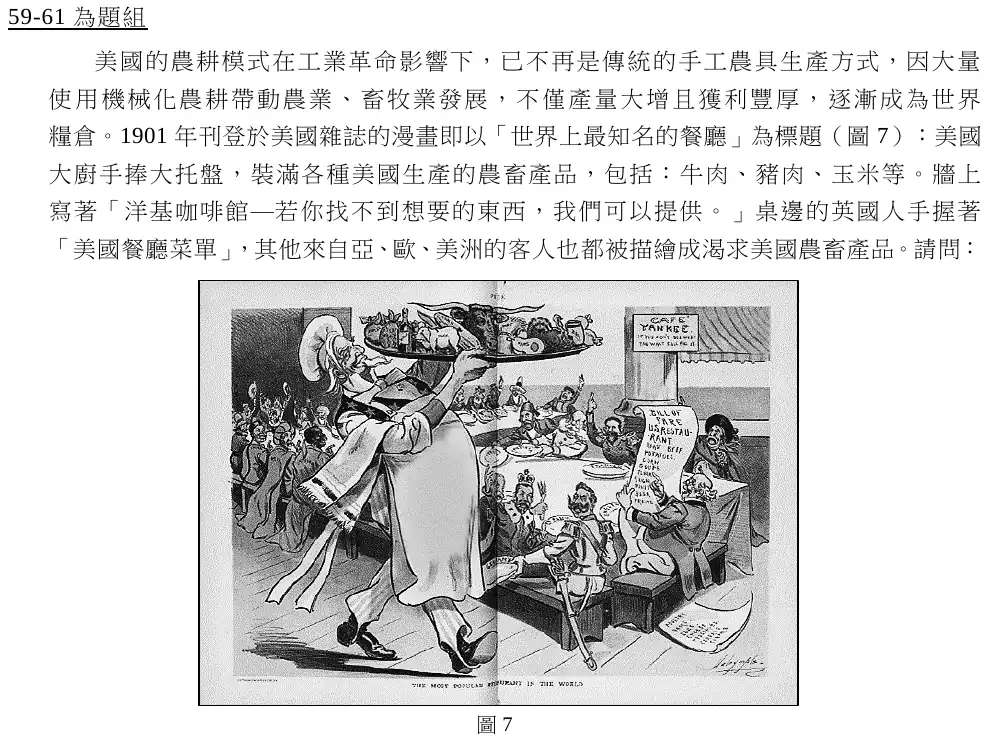 59-61 為題組
美國的農耕模式在工業革命影響下，已不再是傳統的手工農具生產方式，因大量
使用機械化農耕帶動農業、畜牧業發展，不僅產量大增且獲利豐厚，逐漸成為世界
糧倉。1901 年刊登於美國雜誌的漫畫即以「世界上最知名的餐廳」為標題（圖 7）：美國
大廚手捧大托盤，裝滿各種美國生產的農畜產品，包括：牛肉、豬肉、玉米等。牆上
寫著「洋基咖啡館—若你找不到想要的東西，我們可以提供。」桌邊的英國人手握著
「美國餐廳菜單」，其他來自亞、歐、美洲的客人也都被描繪成渴求美國農畜產品。請問：
PUCK
CAFE
YANKEE
IF YOU DON'T SEE WHAT
YOU WANT
BILL OF
FARE
U.S. RESTAU-
RANT
BEEF
POTATOES
CORN
THE MOST POPULAR RESTAURANT IN THE WORLD
圖 7